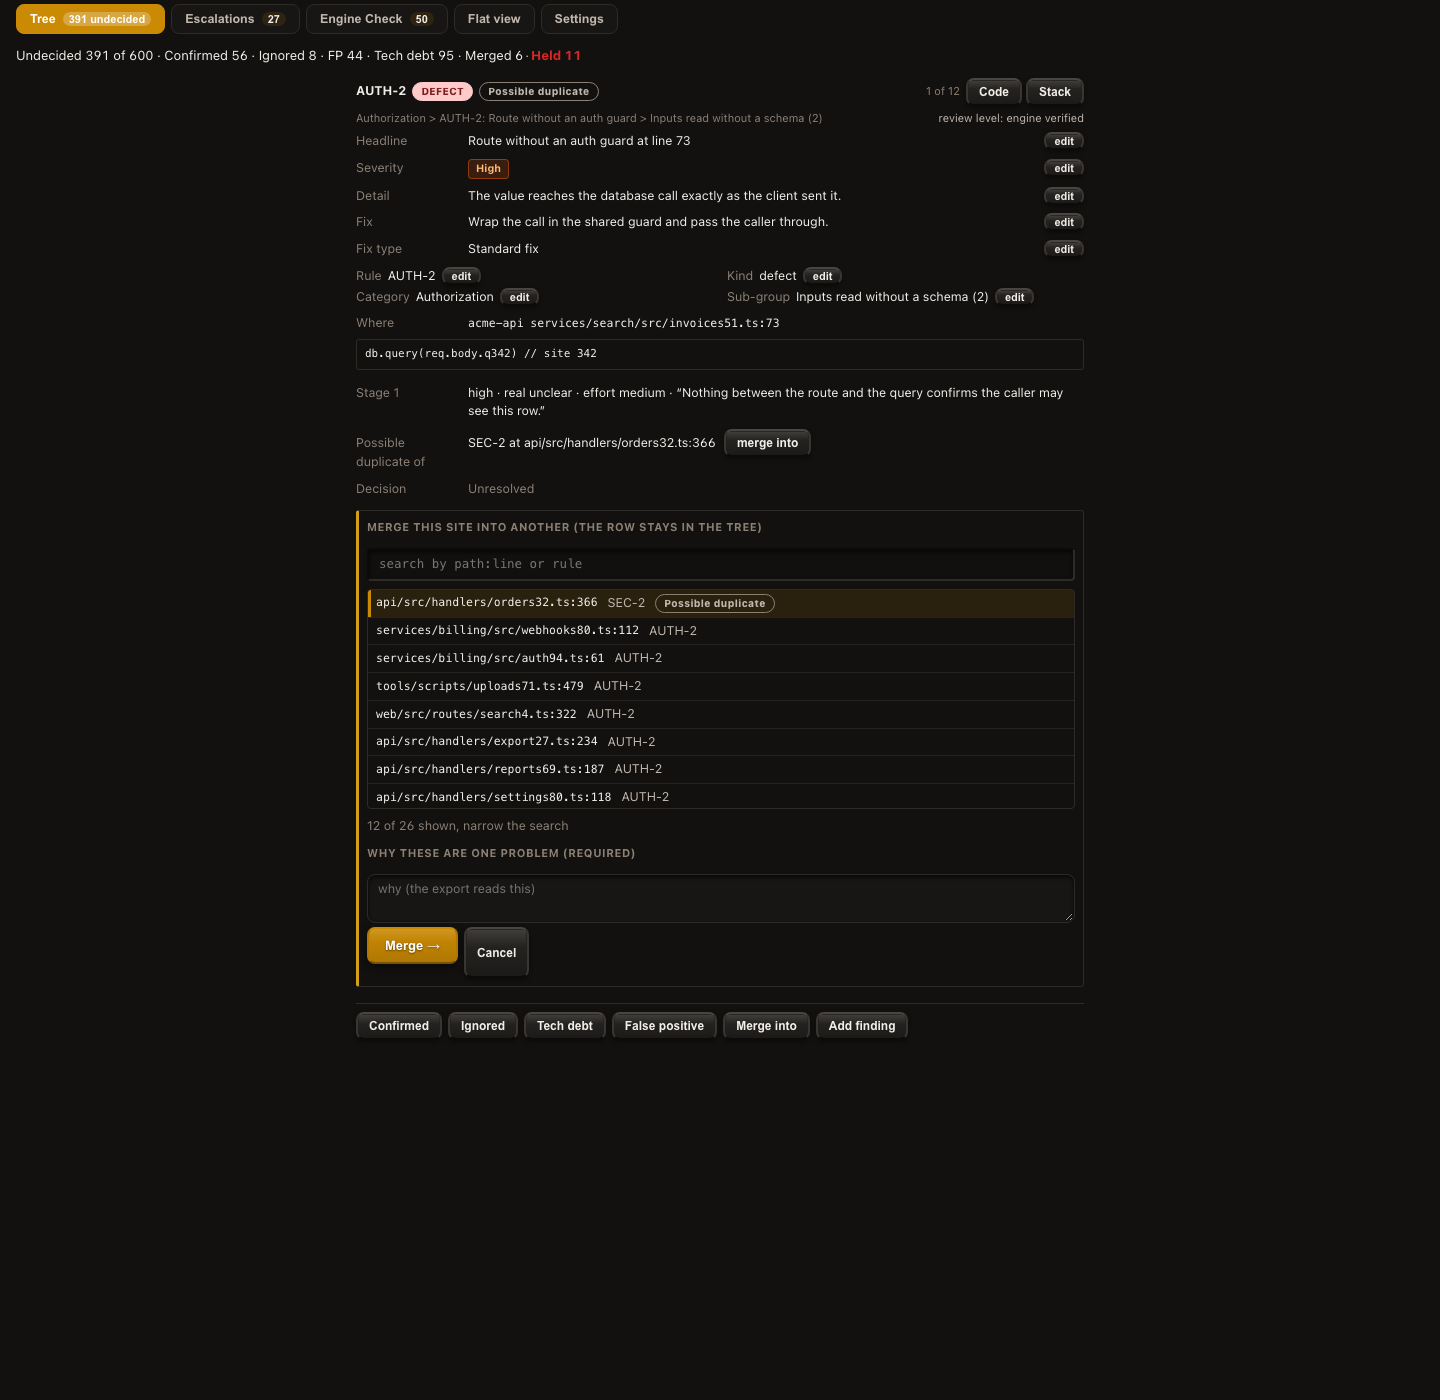 Tree 391 undecided Escalations 27 Engine Check 50 Flat view Settings
Undecided 391 of 600 · Confirmed 56 · Ignored 8 · FP 44 · Tech debt 95 · Merged 6 · Held 11
AUTH-2 DEFECT Possible duplicate 1 of 12 Code Stack
Authorization > AUTH-2: Route without an auth guard > Inputs read without a schema (2) review level: engine verified
Headline Route without an auth guard at line 73 edit
Severity High edit
Detail The value reaches the database call exactly as the client sent it. edit
Fix Wrap the call in the shared guard and pass the caller through. edit
Fix type Standard fix edit
Rule AUTH-2 edit Kind defect edit
Category Authorization edit Sub-group Inputs read without a schema (2) edit
Where acme-api services/search/src/invoices51.ts:73
db.query(req.body.q342) // site 342
Stage 1 high · real unclear · effort medium · “Nothing between the route and the query confirms the caller may
see this row.”
Possible SEC-2 at api/src/handlers/orders32.ts:366 merge into
duplicate of
Decision Unresolved
MERGE THIS SITE INTO ANOTHER (THE ROW STAYS IN THE TREE)
search by path:line or rule
api/src/handlers/orders32.ts:366 SEC-2 Possible duplicate
services/billing/src/webhooks80.ts:112 AUTH-2
services/billing/src/auth94.ts:61 AUTH-2
tools/scripts/uploads71.ts:479 AUTH-2
web/src/routes/search4.ts:322 AUTH-2
api/src/handlers/export27.ts:234 AUTH-2
api/src/handlers/reports69.ts:187 AUTH-2
api/src/handlers/settings80.ts:118 AUTH-2
12 of 26 shown, narrow the search
WHY THESE ARE ONE PROBLEM (REQUIRED)
why (the export reads this)
Merge → Cancel
Confirmed Ignored Tech debt False positive Merge into Add finding